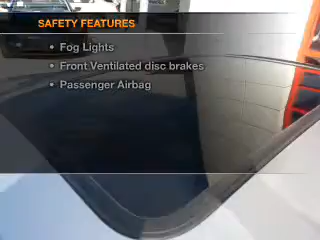 SAFETY FEATURES
• Fog Lights
• Front Ventilated disc brakes
• Passenger Airbag